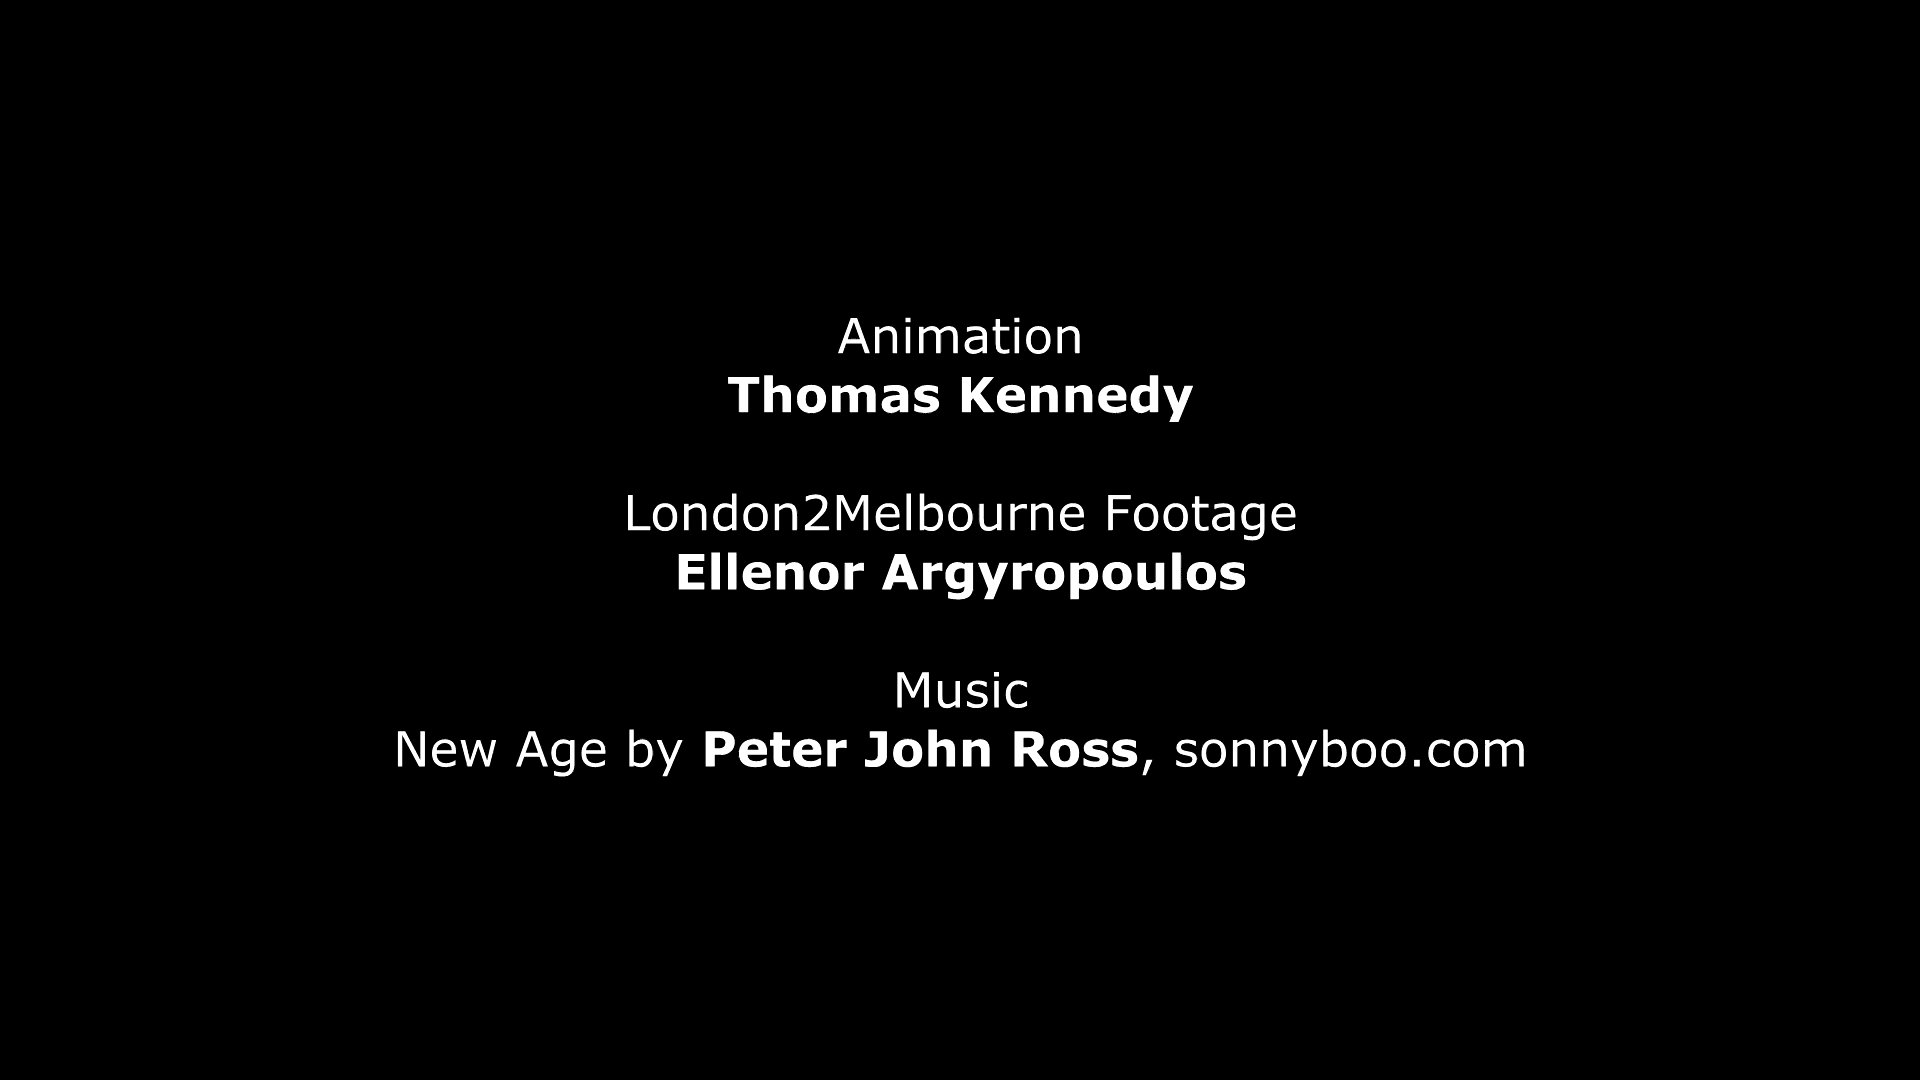 Animation
Thomas Kennedy
London2Melbourne Footage
Ellenor Argyropoulos
Music
New Age by Peter John Ross, sonnyboo.com